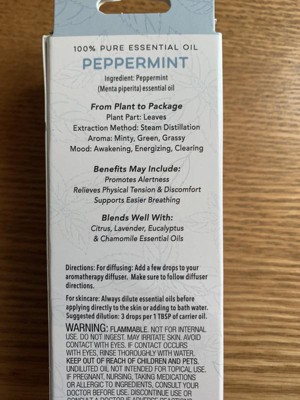 100% PURE ESSENTIAL OIL
PEPPERMINT
Ingredient: Peppermint
(Menta piperita) essential oil
From Plant to Package
Plant Part: Leaves
Extraction Method: Steam Distillation
Aroma: Minty, Green, Grassy
Mood: Awakening, Energizing, Clearing
Benefits May Include:
Promotes Alertness
Relieves Physical Tension & Discomfort
Supports Easier Breathing
Blends Well With:
Citrus, Lavender, Eucalyptus
& Chamomile Essential Oils
Directions: For diffusing: Add a few drops to your
aromatherapy diffuser. Make sure to follow diffuser
directions.
For skincare: Always dilute essential oils before
applying directly to the skin or adding to bath water.
Suggested dilution: 3 drops per 1 TBSP of carrier oil.
WARNING: FLAMMABLE. NOT FOR INTERNAL
USE. DO NOT INGEST. MAY IRRITATE SKIN. AVOID
CONTACT WITH EYES. IF CONTACT OCCURS
WITH EYES, RINSE THOROUGHLY WITH WATER.
KEEP OUT OF REACH OF CHILDREN AND PETS.
UNDILUTED OIL NOT INTENDED FOR TOPICAL USE.
IF PREGNANT, NURSING, TAKING MEDICATIONS
OR ALLERGIC TO INGREDIENTS, CONSULT YOUR
DOCTOR BEFORE USE. DISCONTINUE USE OR
CONSULT A DOCTOR IF ADVERSE REACTIONS